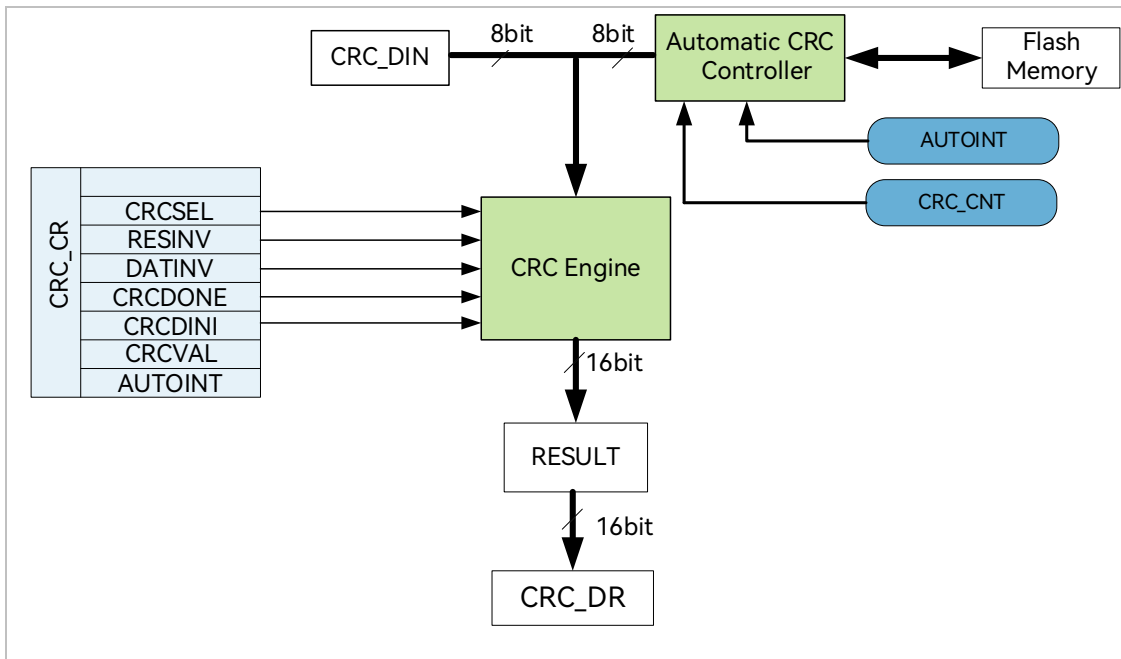 8bit
8bit
CRC_DIN
Automatic CRC
Controller
Flash
Memory
AUTOINT
CRC_CNT
CRC_CR
CRCSEL
RESINV
DATINV
CRCDONE
CRCDINI
CRCVAL
AUTOINT
CRC Engine
16bit
RESULT
16bit
CRC_DR